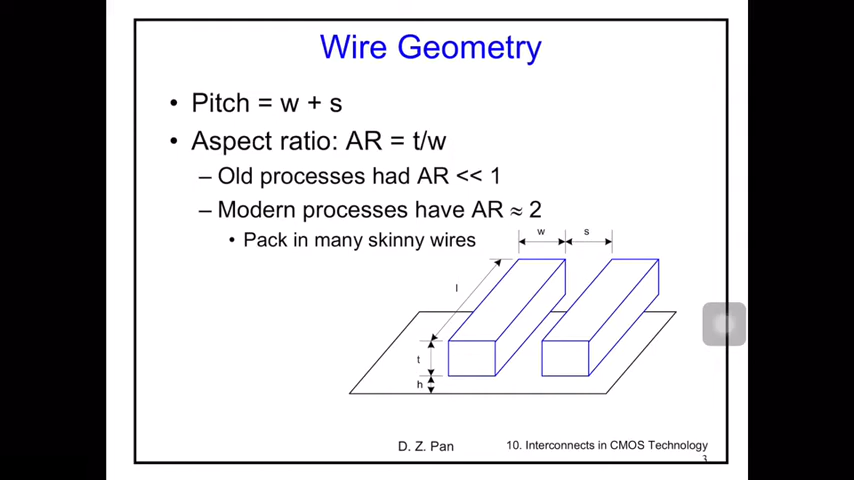 Wire Geometry
• Pitch = w + s
• Aspect ratio: AR = t/w
– Old processes had AR << 1
– Modern processes have AR ≈ 2
• Pack in many skinny wires
w
s
l
t
h
D. Z. Pan
10. Interconnects in CMOS Technology
3